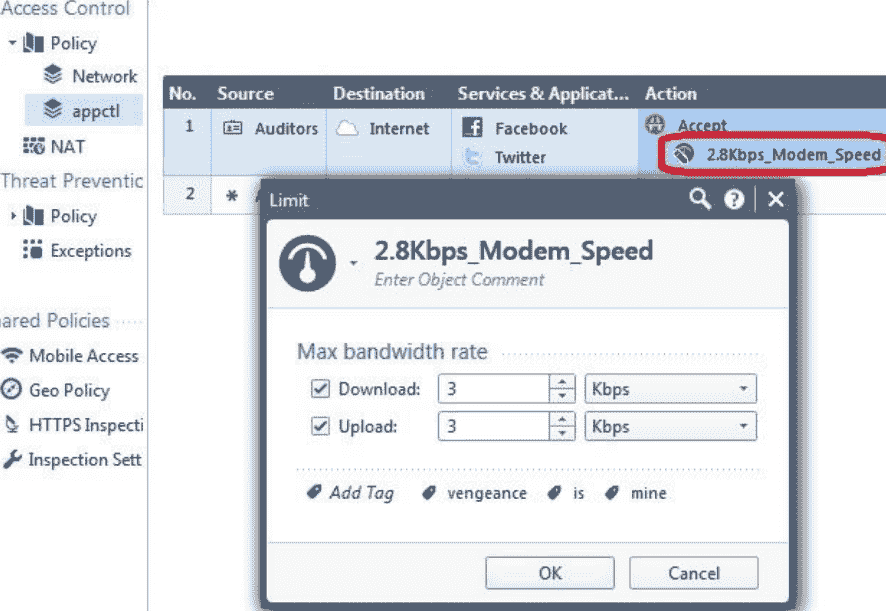 Access Control
Policy
Network
appctl
NAT
Threat Preventic
Policy
Exceptions
ared Policies
Mobile Access
Geo Policy
HTTPS Inspecti
Inspection Sett
No. Source Destination Services & Applicat... Action
1 Auditors Internet Facebook Accept
Twitter 2.8Kbps_Modem_Speed
2 *
Limit
2.8Kbps_Modem_Speed
Enter Object Comment
Max bandwidth rate
Download: 3 Kbps
Upload: 3 Kbps
Add Tag vengeance is mine
OK Cancel